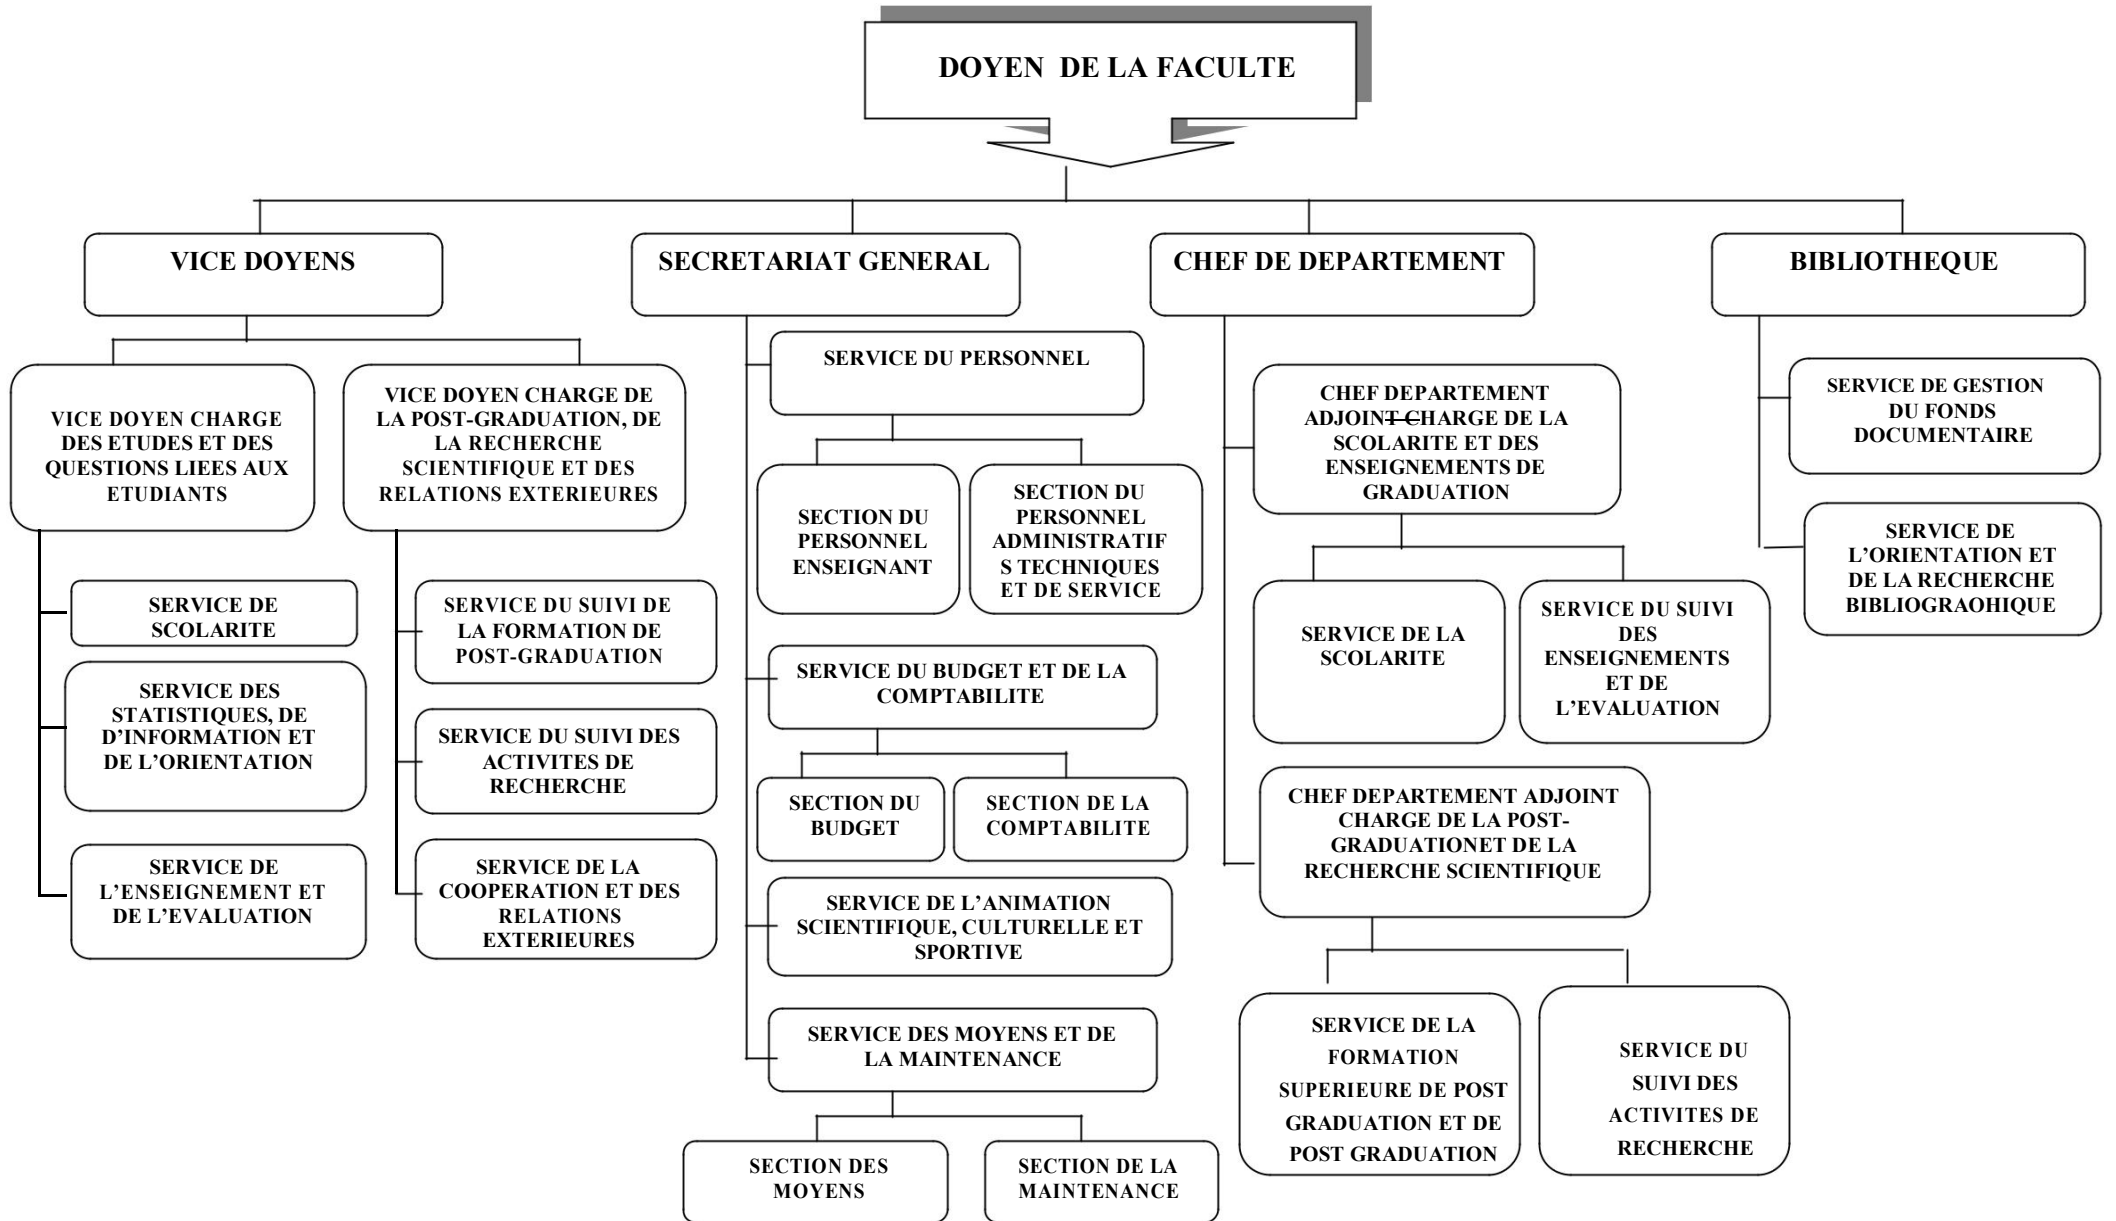 DOYEN DE LA FACULTE
VICE DOYENS
SECRETARIAT GENERAL
CHEF DE DEPARTEMENT
BIBLIOTHEQUE
VICE DOYEN CHARGE
DES ETUDES ET DES
QUESTIONS LIEES AUX
ETUDIANTS
SERVICE DE
SCOLARITE
SERVICE DES
STATISTIQUES, DE
D’INFORMATION ET
DE L’ORIENTATION
SERVICE DE
L’ENSEIGNEMENT ET
DE L’EVALUATION
VICE DOYEN CHARGE DE
LA POST-GRADUATION, DE
LA RECHERCHE
SCIENTIFIQUE ET DES
RELATIONS EXTERIEURES
SERVICE DU SUIVI DE
LA FORMATION DE
POST-GRADUATION
SERVICE DU SUIVI DES
ACTIVITES DE
RECHERCHE
SERVICE DE LA
COOPERATION ET DES
RELATIONS
EXTERIEURES
SERVICE DU PERSONNEL
SECTION DU
PERSONNEL
ENSEIGNANT
SECTION DU
PERSONNEL
ADMINISTRATIF
S TECHNIQUES
ET DE SERVICE
SERVICE DU BUDGET ET DE LA
COMPTABILITE
SECTION DU
BUDGET
SECTION DE LA
COMPTABILITE
SERVICE DE L’ANIMATION
SCIENTIFIQUE, CULTURELLE ET
SPORTIVE
SERVICE DES MOYENS ET DE
LA MAINTENANCE
SECTION DES
MOYENS
SECTION DE LA
MAINTENANCE
CHEF DEPARTEMENT
ADJOINT CHARGE DE LA
SCOLARITE ET DES
ENSEIGNEMENTS DE
GRADUATION
SERVICE DE LA
SCOLARITE
SERVICE DU SUIVI
DES
ENSEIGNEMENTS
ET DE
L’EVALUATION
CHEF DEPARTEMENT ADJOINT
CHARGE DE LA POST-
GRADUATIONET DE LA
RECHERCHE SCIENTIFIQUE
SERVICE DE LA
FORMATION
SUPERIEURE DE POST
GRADUATION ET DE
POST GRADUATION
SERVICE DU
SUIVI DES
ACTIVITES DE
RECHERCHE
SERVICE DE GESTION
DU FONDS
DOCUMENTAIRE
SERVICE DE
L’ORIENTATION ET
DE LA RECHERCHE
BIBLIOGRAOHIQUE